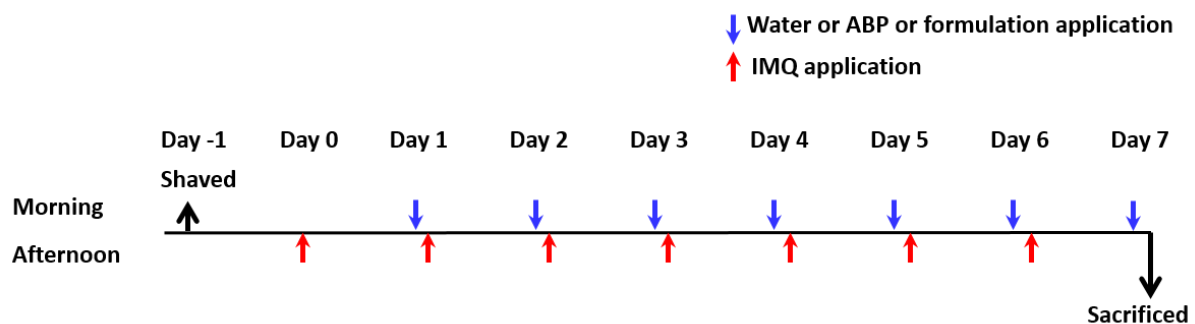 Water or ABP or formulation application
IMQ application
Day -1 Day 0 Day 1 Day 2 Day 3 Day 4 Day 5 Day 6 Day 7
Shaved
Morning
Afternoon
Sacrificed